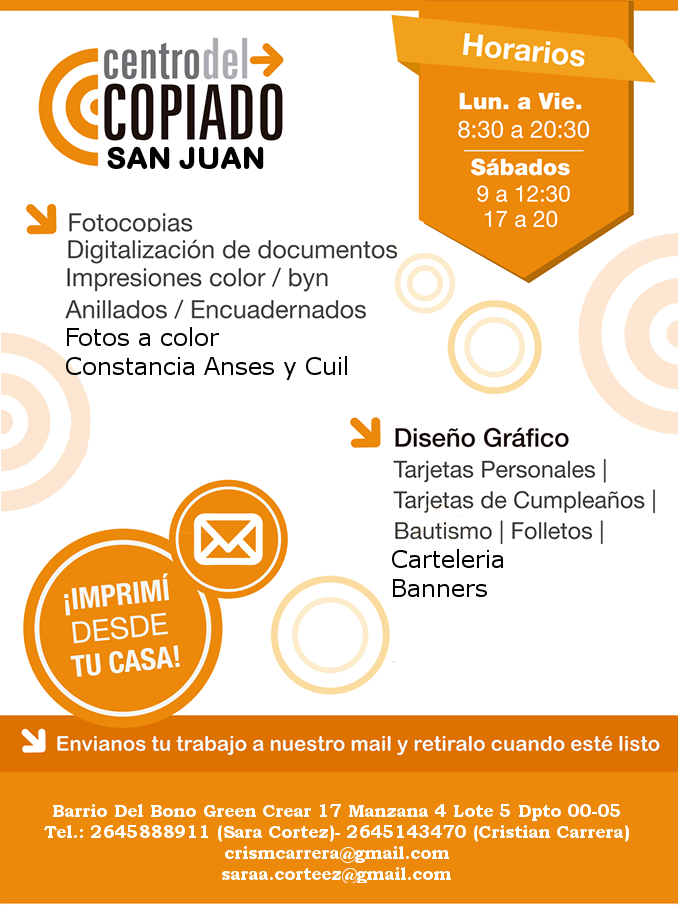 centrodel
COPIADO
SAN JUAN
Horarios
Lun. a Vie.
8:30 a 20:30
Sábados
9 a 12:30
17 a 20
Fotocopias
Digitalización de documentos
Impresiones color / byn
Anillados / Encuadernados
Fotos a color
Constancia Anses y Cuil
Diseño Gráfico
Tarjetas Personales |
Tarjetas de Cumpleaños |
Bautismo | Folletos |
Carteleria
Banners
¡IMPRIMÍ
DESDE
TU CASA!
Envianos tu trabajo a nuestro mail y retiralo cuando esté listo
Barrio Del Bono Green Crear 17 Manzana 4 Lote 5 Dpto 00-05
Tel.: 2645888911 (Sara Cortez)- 2645143470 (Cristian Carrera)
crismcarrera@gmail.com
saraa.corteez@gmail.com